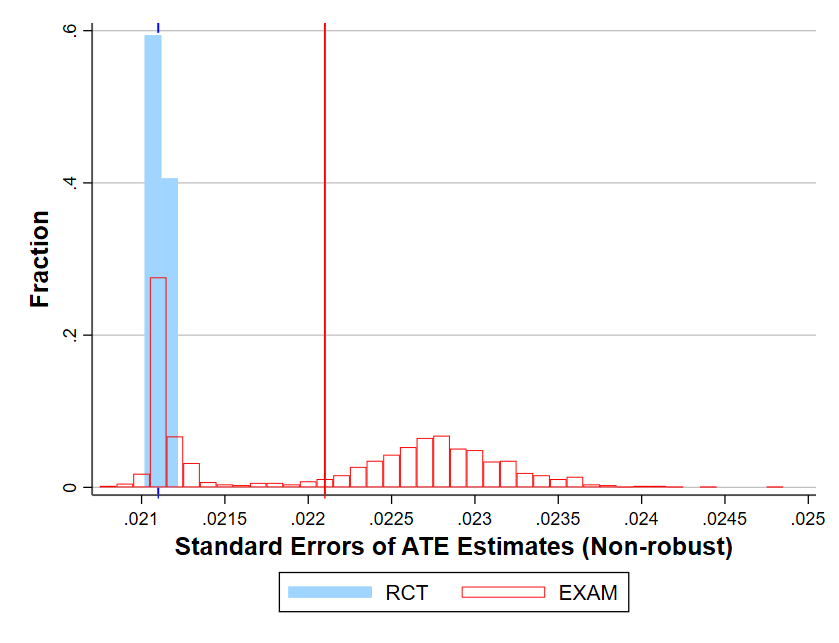 Fraction
.6
.4
.2
0
.021 .0215 .022 .0225 .023 .0235 .024 .0245 .025
Standard Errors of ATE Estimates (Non-robust)
RCT EXAM